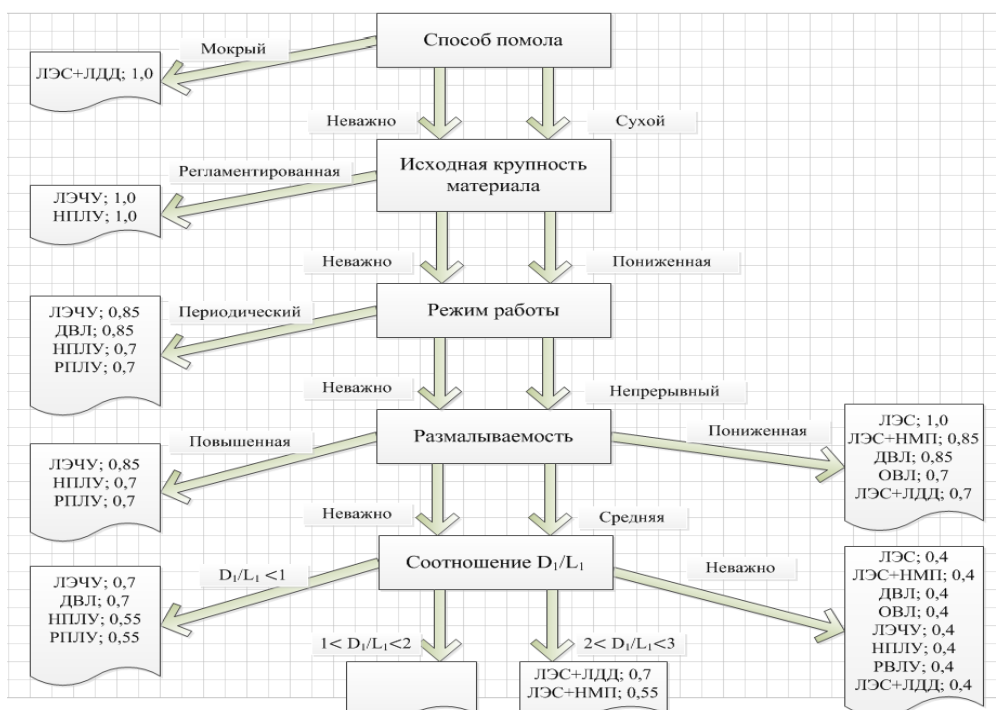 Способ помола
Мокрый
ЛЭС+ЛДД; 1,0
Неважно
Сухой
Исходная крупность
материала
Регламентированная
ЛЭЧУ; 1,0
НПЛУ; 1,0
Неважно
Пониженная
Режим работы
Периодический
ЛЭЧУ; 0,85
ДВЛ; 0,85
НПЛУ; 0,7
РПЛУ; 0,7
Неважно
Непрерывный
Размалываемость
Повышенная
ЛЭЧУ; 0,85
НПЛУ; 0,7
РПЛУ; 0,7
Пониженная
ЛЭС; 1,0
ЛЭС+НМП; 0,85
ДВЛ; 0,85
ОВЛ; 0,7
ЛЭС+ЛДД; 0,7
Неважно
Средняя
Соотношение D₁/L₁
D₁/L₁ <1
ЛЭЧУ; 0,7
ДВЛ; 0,7
НПЛУ; 0,55
РПЛУ; 0,55
Неважно
ЛЭС; 0,4
ЛЭС+НМП; 0,4
ДВЛ; 0,4
ОВЛ; 0,4
ЛЭЧУ; 0,4
НПЛУ; 0,4
РВЛУ; 0,4
ЛЭС+ЛДД; 0,4
1< D₁/L₁<2
2< D₁/L₁<3
ЛЭС+ЛДД; 0,7
ЛЭС+НМП; 0,55